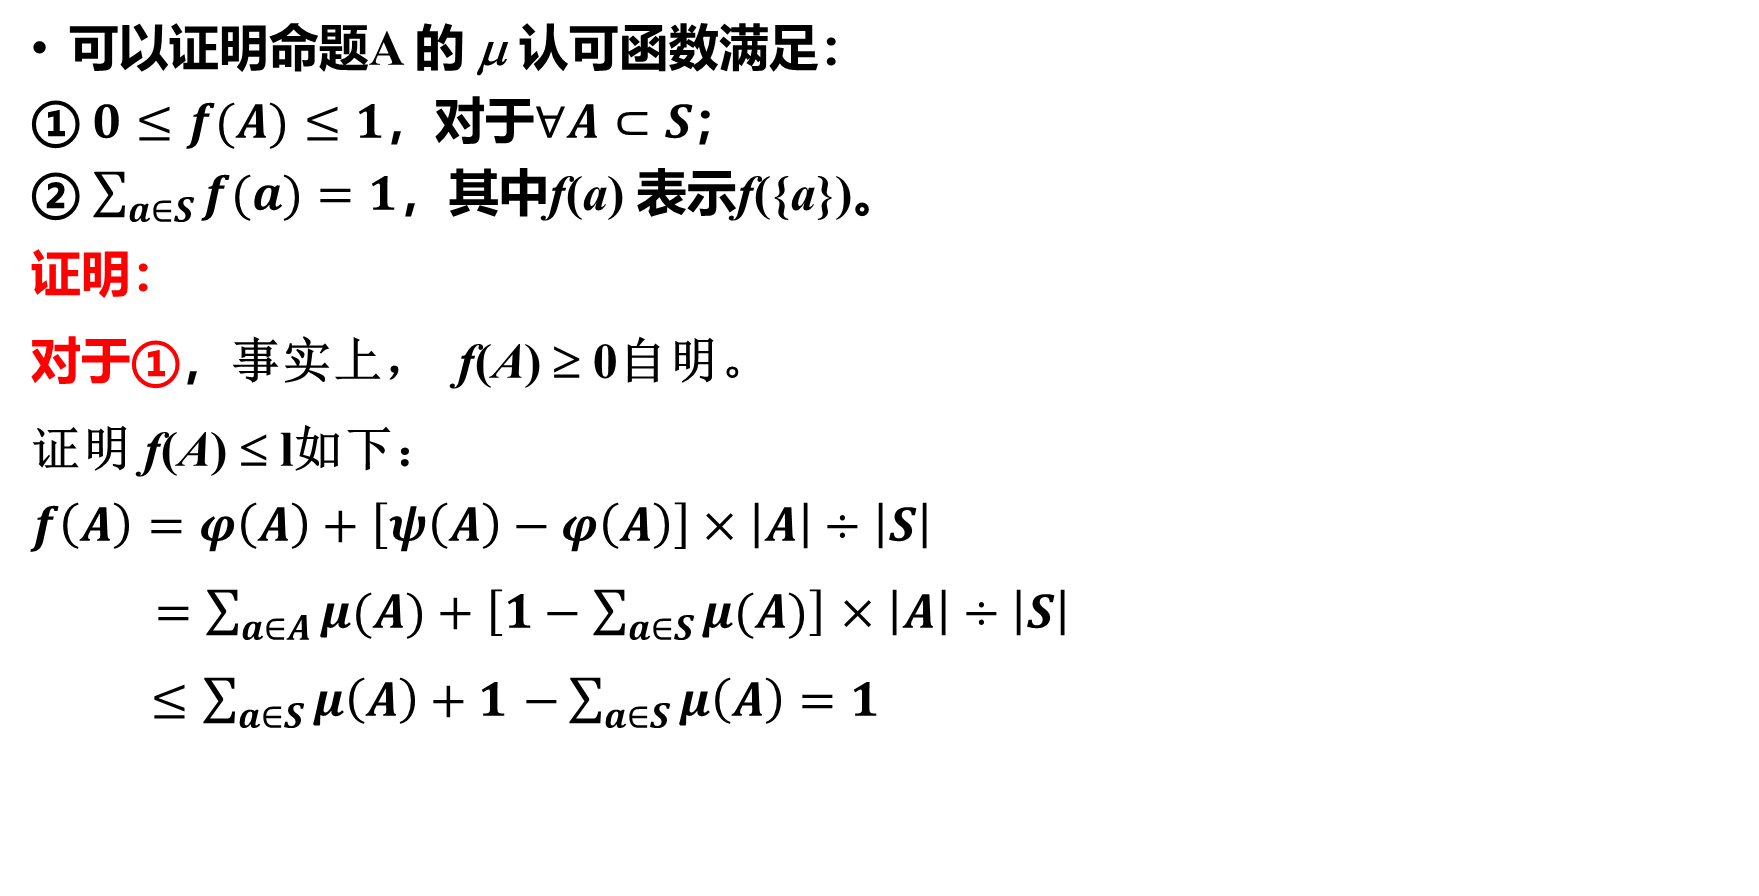 • 可以证明命题A 的 μ 认可函数满足：
① 0 ≤ f(A) ≤ 1，对于∀A ⊂ S；
② ∑_{a∈S} f(a) = 1，其中f(a) 表示f({a})。
证明：
对于①，事实上， f(A) ≥ 0自明。
证明 f(A) ≤ l如下：
f(A) = φ(A) + [ψ(A) − φ(A)] × |A| ÷ |S|
= ∑_{a∈A} μ(A) + [1 − ∑_{a∈S} μ(A)] × |A| ÷ |S|
≤ ∑_{a∈S} μ(A) + 1 − ∑_{a∈S} μ(A) = 1